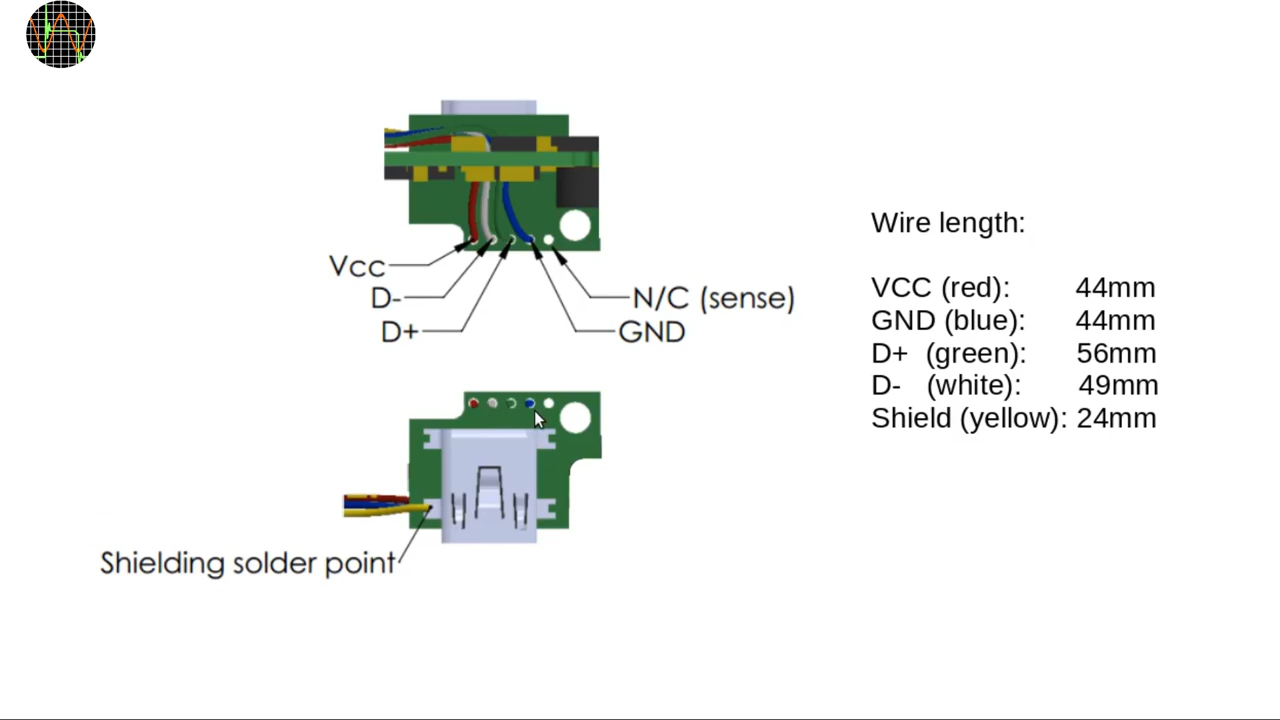 Vcc
D-
D+
N/C (sense)
GND
Shielding solder point
Wire length:
VCC (red): 44mm
GND (blue): 44mm
D+ (green): 56mm
D- (white): 49mm
Shield (yellow): 24mm